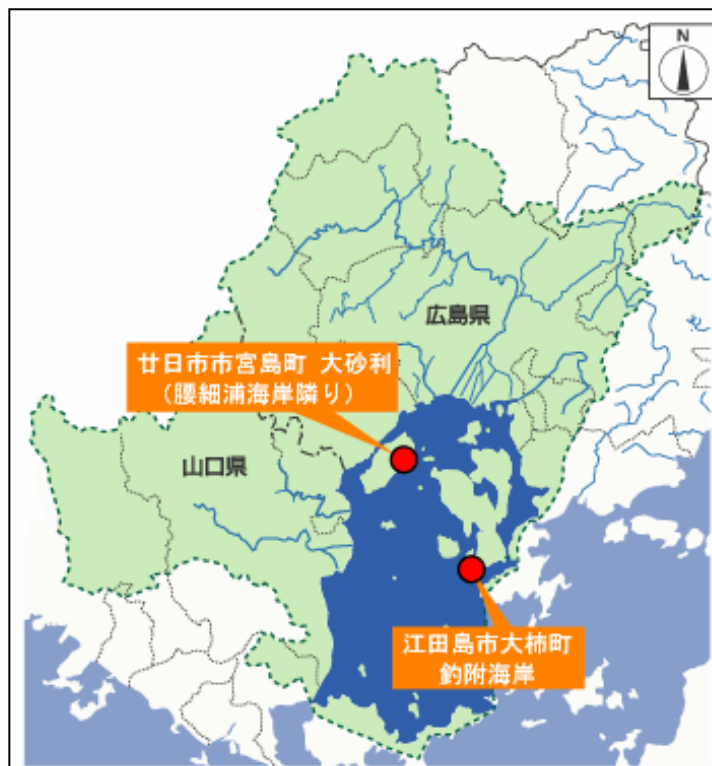 N
広島県
廿日市市宮島町 大砂利
（腰細浦海岸隣り）
山口県
江田島市大柿町
釣附海岸